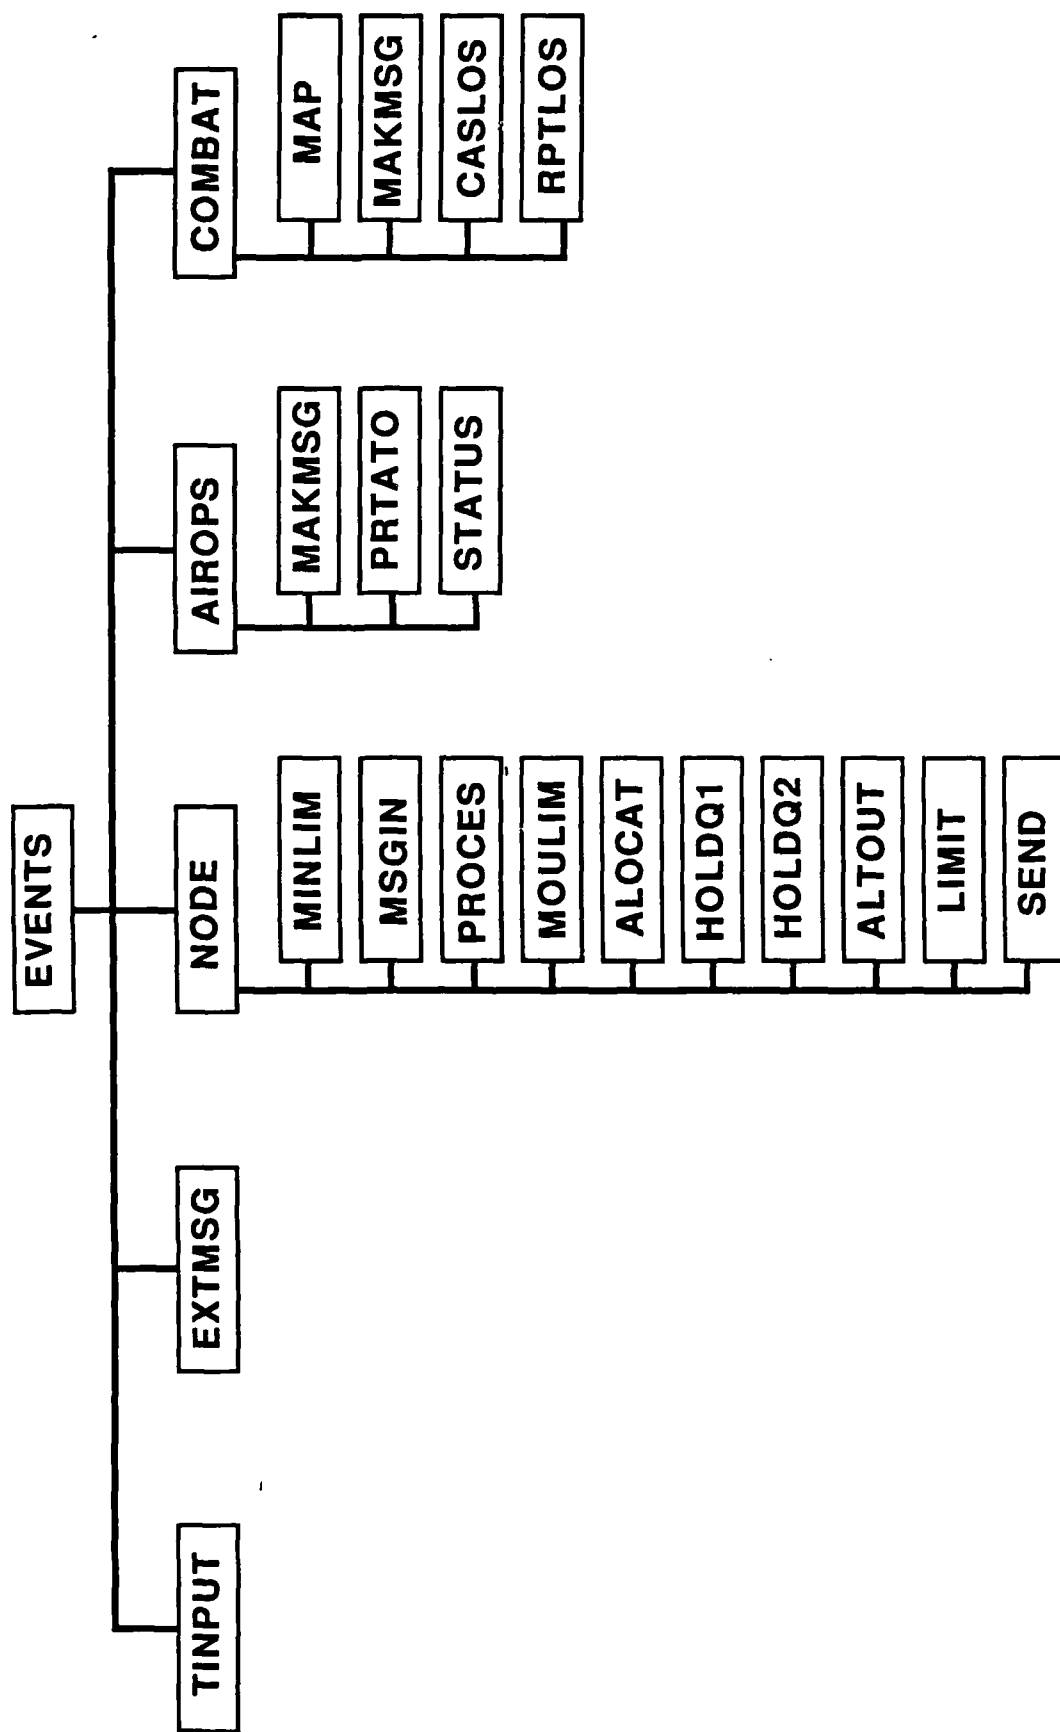 EVENTS
TINPUT
EXTMSG
NODE
AIROPS
COMBAT
MINLIM
MSGIN
PROCES
MOULIM
ALOCAT
HOLDQ1
HOLDQ2
ALTOUT
LIMIT
SEND
MAKMSG
PRTATO
STATUS
MAP
MAKMSG
CASLOS
RPTLOS